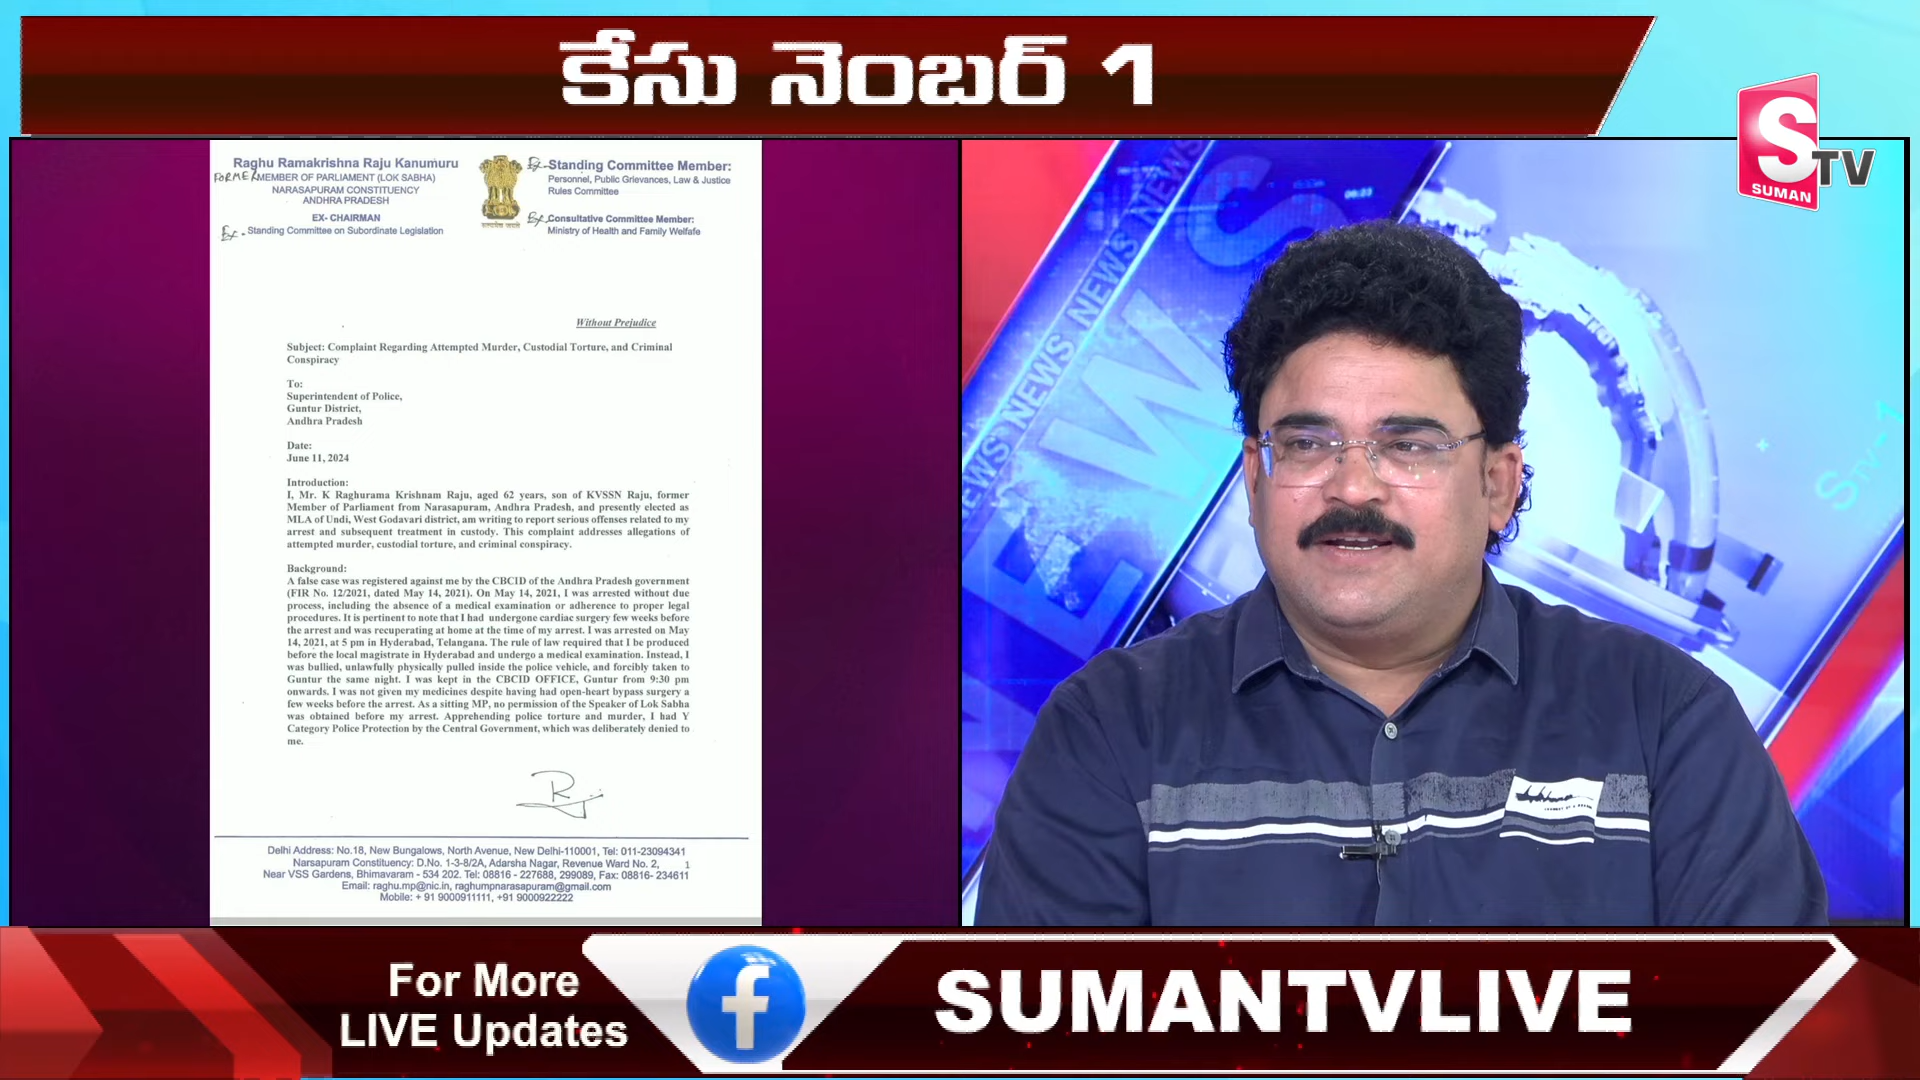 కేసు నెంబర్ 1
S TV
SUMAN
Raghu Ramakrishna Raju Kanumuru
FORMER MEMBER OF PARLIAMENT (LOK SABHA)
NARASAPURAM CONSTITUENCY
ANDHRA PRADESH
EX- CHAIRMAN
Ex- Standing Committee on Subordinate Legislation
सत्यमेव जयते
Ex- Standing Committee Member:
Personnel, Public Grievances, Law & Justice
Rules Committee
Ex- Consultative Committee Member:
Ministry of Health and Family Welfafe
Without Prejudice
Subject: Complaint Regarding Attempted Murder, Custodial Torture, and Criminal
Conspiracy
To:
Superintendent of Police,
Guntur District,
Andhra Pradesh
Date:
June 11, 2024
Introduction:
I, Mr. K Raghurama Krishnam Raju, aged 62 years, son of KVSSN Raju, former
Member of Parliament from Narasapuram, Andhra Pradesh, and presently elected as
MLA of Undi, West Godavari district, am writing to report serious offenses related to my
arrest and subsequent treatment in custody. This complaint addresses allegations of
attempted murder, custodial torture, and criminal conspiracy.
Background:
A false case was registered against me by the CBCID of the Andhra Pradesh government
(FIR No. 12/2021, dated May 14, 2021). On May 14, 2021, I was arrested without due
process, including the absence of a medical examination or adherence to proper legal
procedures. It is pertinent to note that I had undergone cardiac surgery few weeks before
the arrest and was recuperating at home at the time of my arrest. I was arrested on May
14, 2021, at 5 pm in Hyderabad, Telangana. The rule of law required that I be produced
before the local magistrate in Hyderabad and undergo a medical examination. Instead, I
was bullied, unlawfully physically pulled inside the police vehicle, and forcibly taken to
Guntur the same night. I was kept in the CBCID OFFICE, Guntur from 9:30 pm
onwards. I was not given my medicines despite having had open-heart bypass surgery a
few weeks before the arrest. As a sitting MP, no permission of the Speaker of Lok Sabha
was obtained before my arrest. Apprehending police torture and murder, I had Y
Category Police Protection by the Central Government, which was deliberately denied to
me.
Delhi Address: No.18, New Bungalows, North Avenue, New Delhi-110001, Tel: 011-23094341
Narsapuram Constituency: D.No. 1-3-8/2A, Adarsha Nagar, Revenue Ward No. 2, 1
Near VSS Gardens, Bhimavaram - 534 202. Tel: 08816 - 227688, 299089, Fax: 08816- 234611
Email: raghu.mp@nic.in, raghumpnarasapuram@gmail.com
Mobile: + 91 9000911111, +91 9000922222
NEWS NEWS NEWS NEWS
NEWS
STV-1
For More
LIVE Updates
f
SUMANTVLIVE